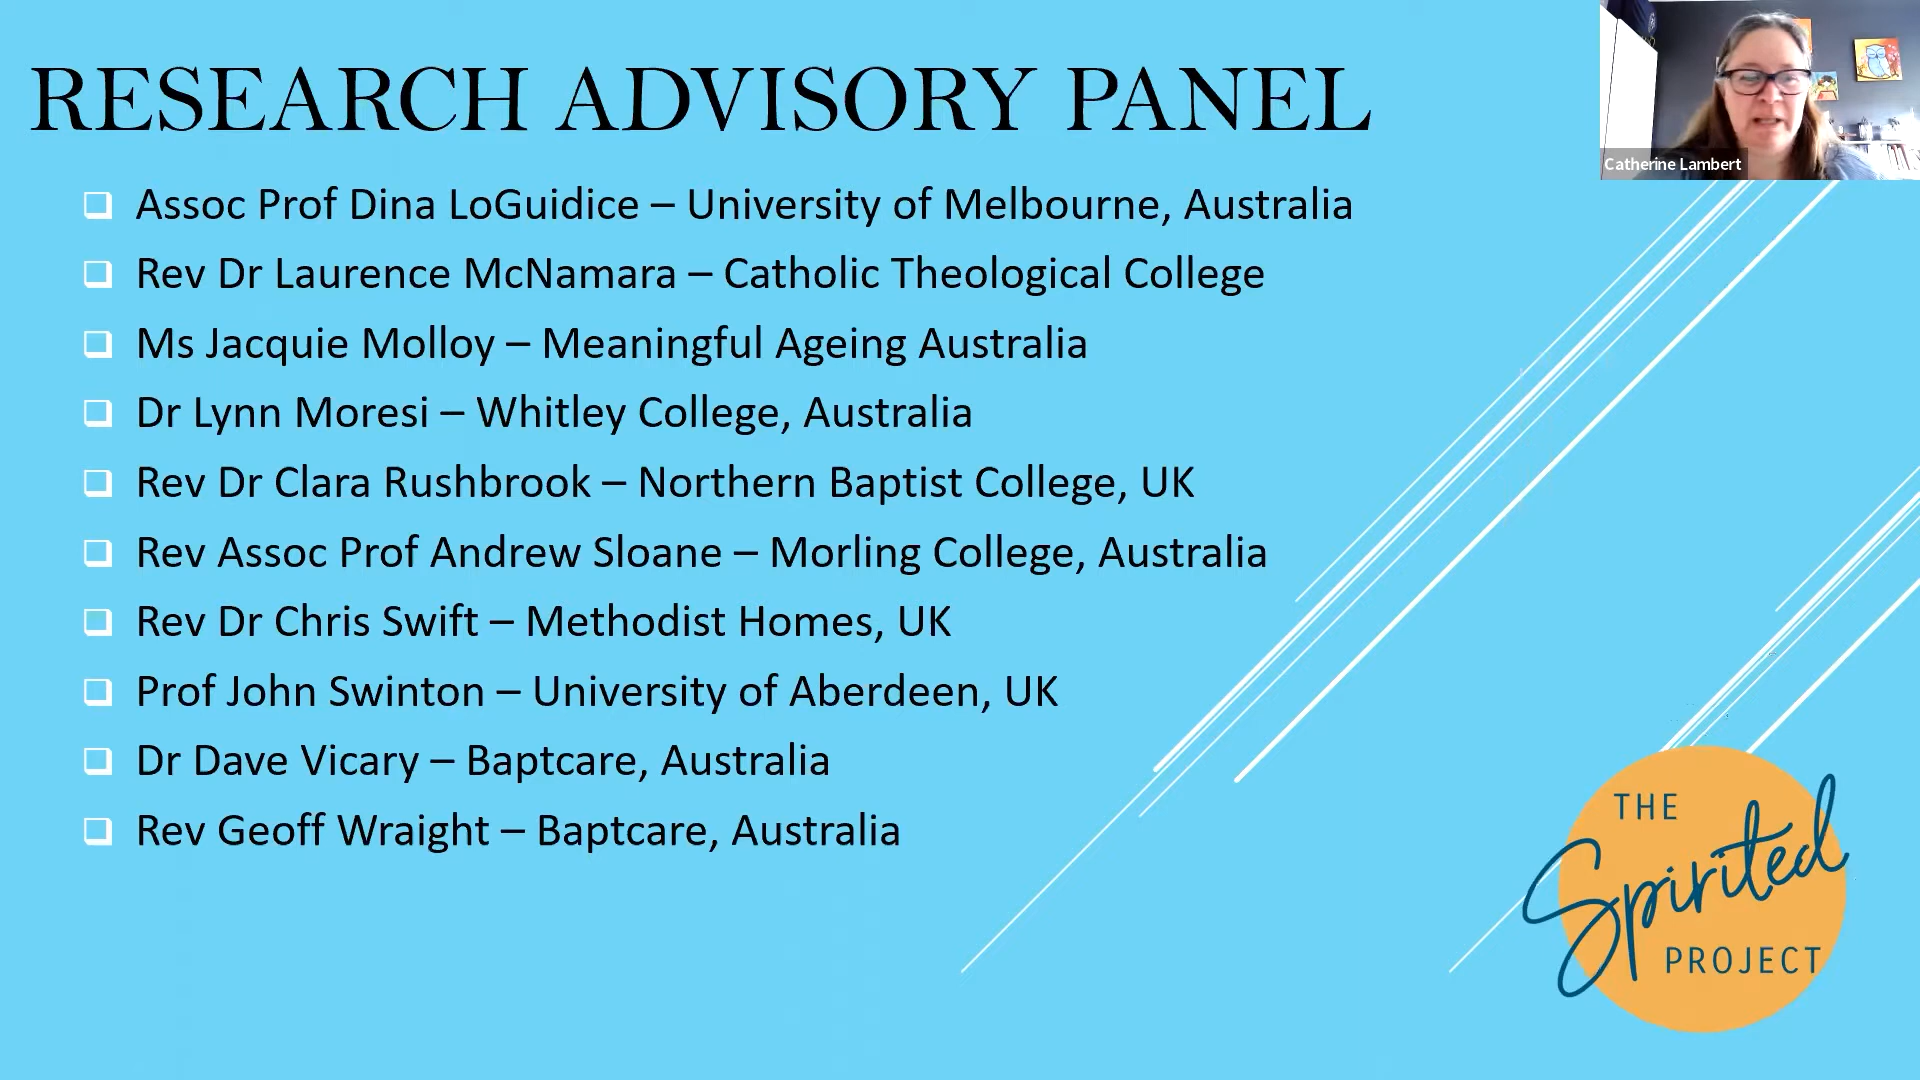 RESEARCH ADVISORY PANEL
Catherine Lambert
Assoc Prof Dina LoGuidice – University of Melbourne, Australia
Rev Dr Laurence McNamara – Catholic Theological College
Ms Jacquie Molloy – Meaningful Ageing Australia
Dr Lynn Moresi – Whitley College, Australia
Rev Dr Clara Rushbrook – Northern Baptist College, UK
Rev Assoc Prof Andrew Sloane – Morling College, Australia
Rev Dr Chris Swift – Methodist Homes, UK
Prof John Swinton – University of Aberdeen, UK
Dr Dave Vicary – Baptcare, Australia
Rev Geoff Wraight – Baptcare, Australia
THE
Spirited
PROJECT